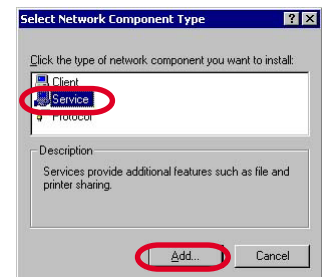 Select Network Component Type
Click the type of network component you want to install:
Client
Service
Protocol
Description
Services provide additional features such as file and
printer sharing.
Add...
Cancel